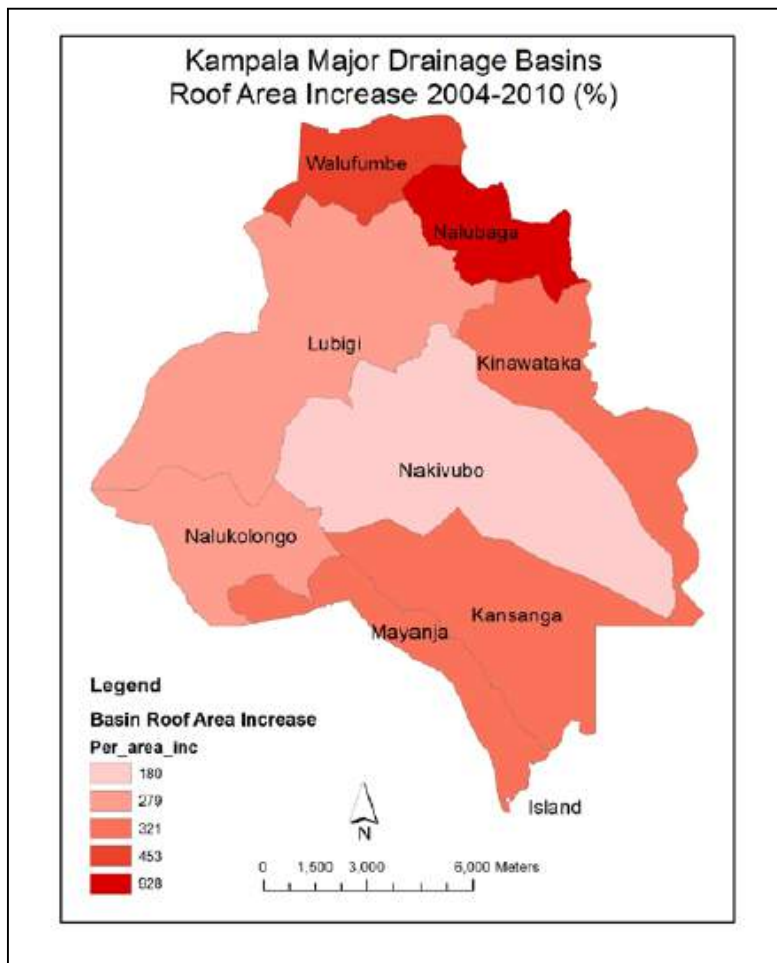 Kampala Major Drainage Basins
Roof Area Increase 2004-2010 (%)
Walufumbe
Nalubaga
Lubigi
Kinawataka
Nakivubo
Nalukolongo
Kansanga
Mayanja
Legend
Basin Roof Area Increase
Per_area_inc
180
279
321
453
928
Island
N
0 1,500 3,000 6,000 Meters